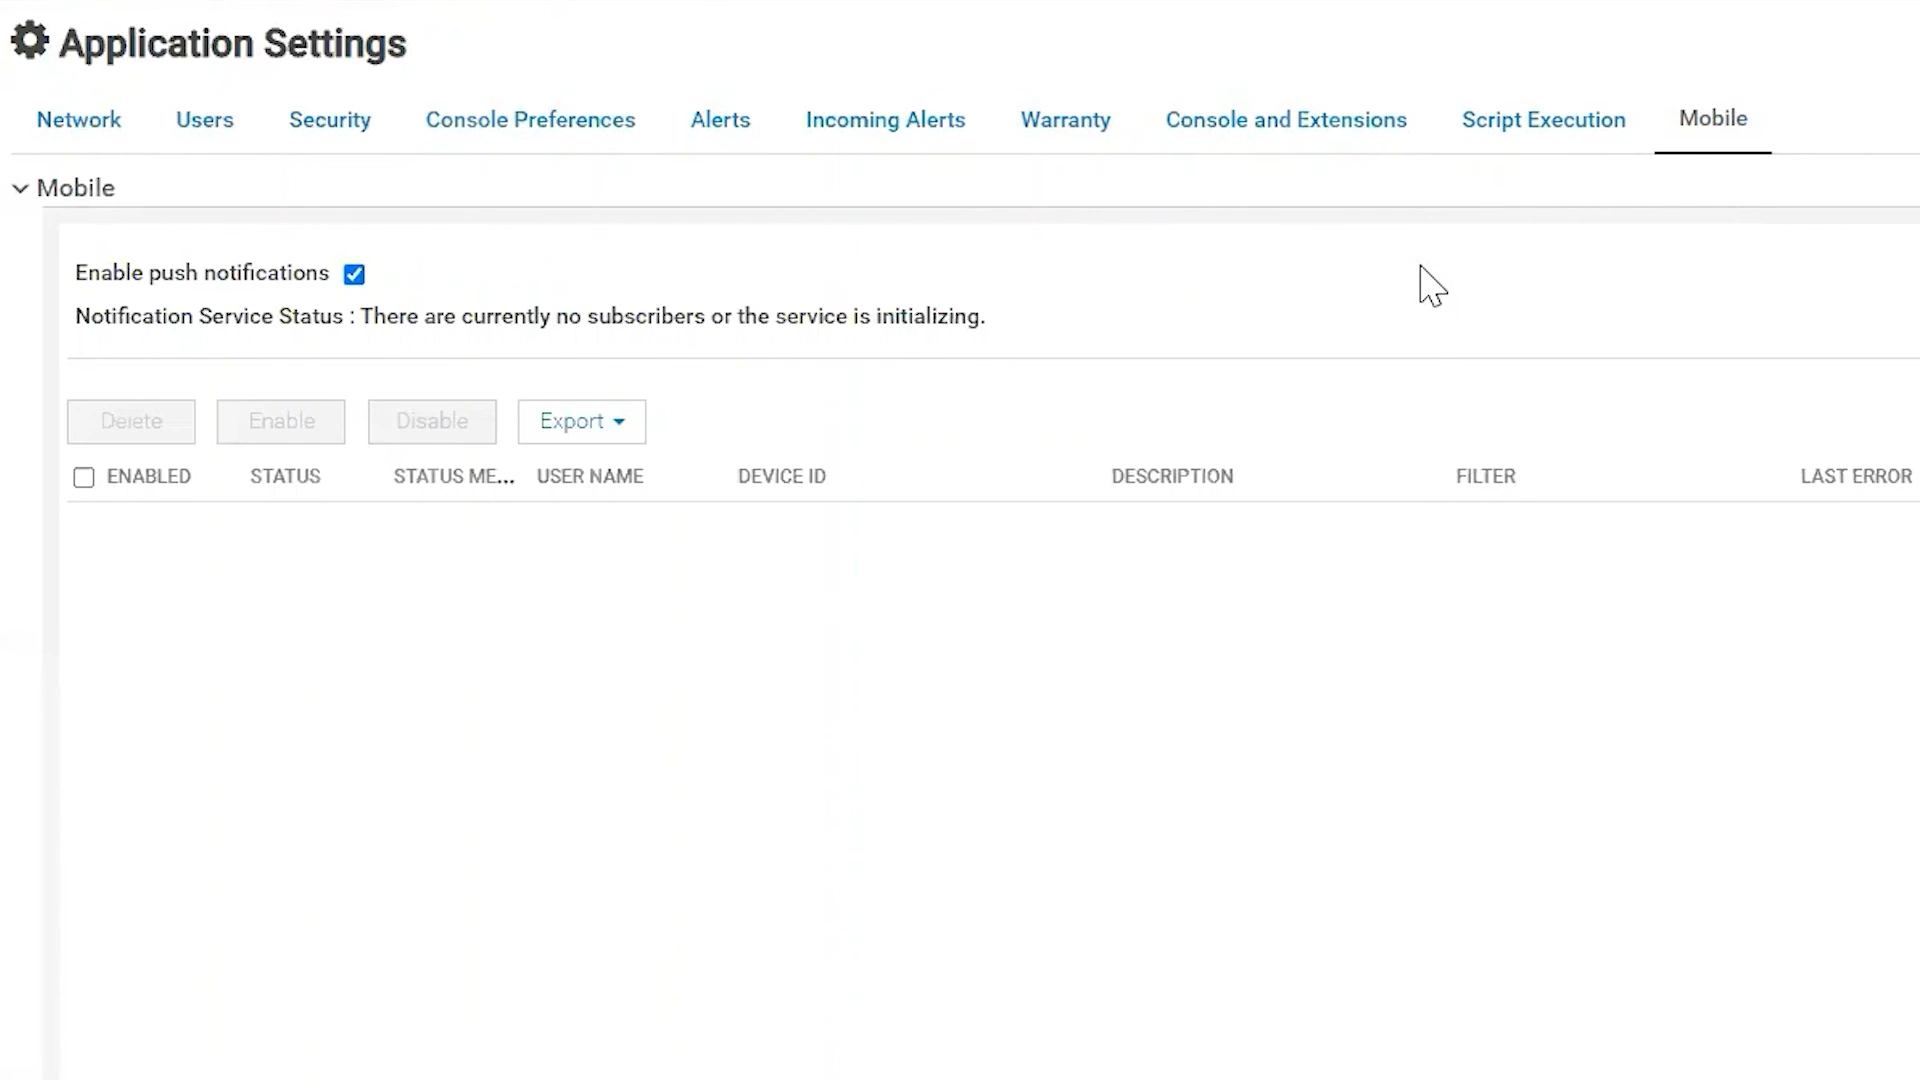 Application Settings
Network Users Security Console Preferences Alerts Incoming Alerts Warranty Console and Extensions Script Execution Mobile
Mobile
Enable push notifications
Notification Service Status : There are currently no subscribers or the service is initializing.
Delete Enable Disable Export
ENABLED STATUS STATUS ME... USER NAME DEVICE ID DESCRIPTION FILTER LAST ERROR